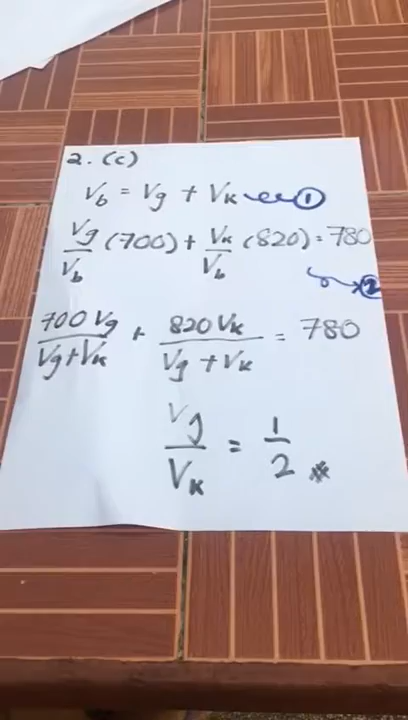 2. (c)
Vb = Vg + Vk ①
Vg/Vb (700) + Vk/Vb (820) = 780
②
700 Vg/Vg+Vk + 820 Vk/Vg + Vk = 780
Vg/Vk = 1/2 *